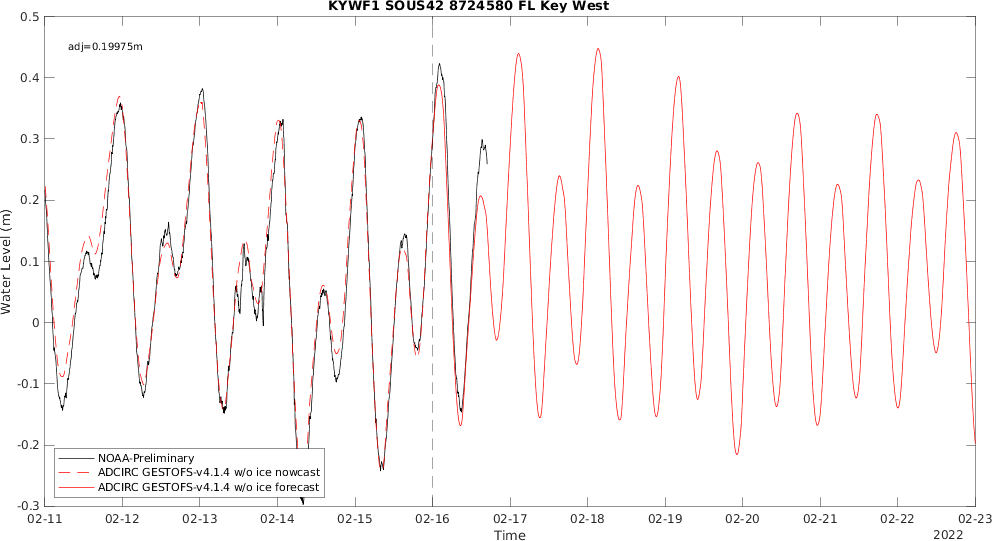 KYWF1 SOUS42 8724580 FL Key West
adj=0.19975m
0.5
0.4
0.3
0.2
0.1
0
-0.1
-0.2
-0.3
Water Level (m)
NOAA-Preliminary
ADCIRC GESTOFS-v4.1.4 w/o ice nowcast
ADCIRC GESTOFS-v4.1.4 w/o ice forecast
02-11 02-12 02-13 02-14 02-15 02-16 02-17 02-18 02-19 02-20 02-21 02-22 02-23
Time
2022